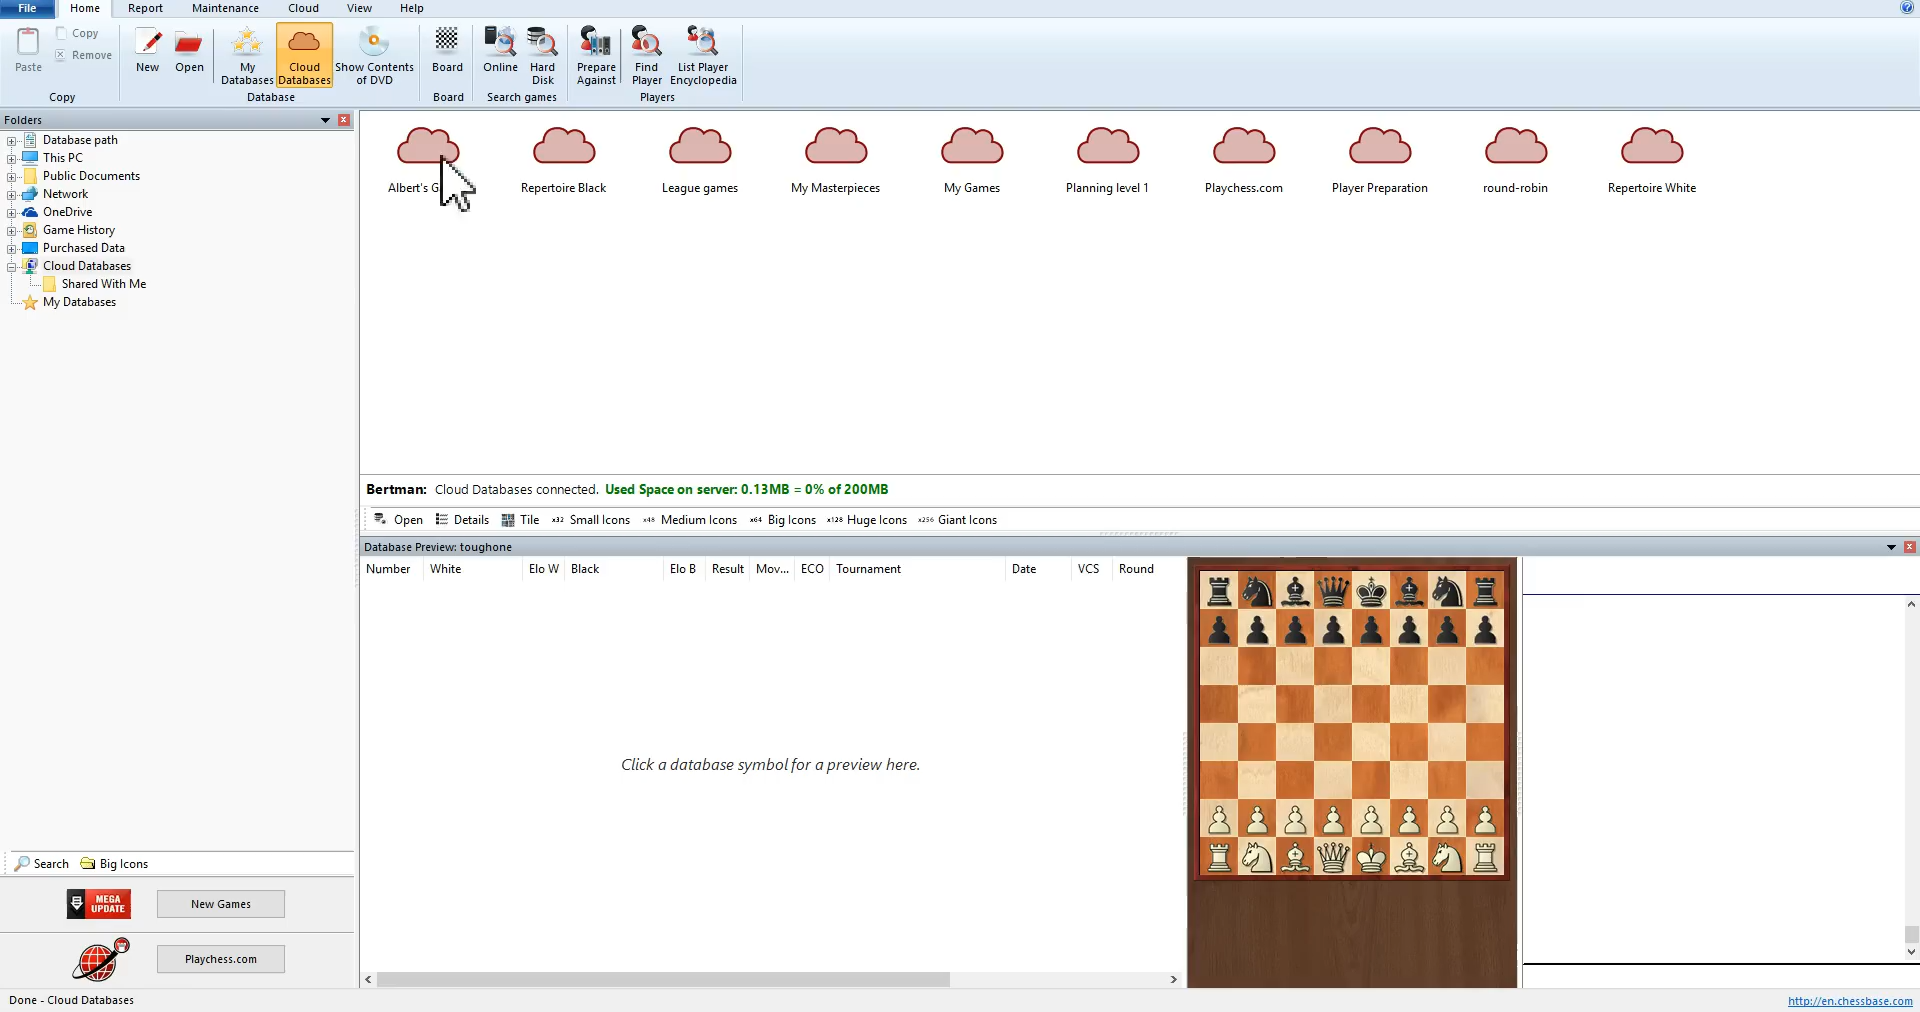 File Home Report Maintenance Cloud View Help
Paste Copy Remove New Open My Databases Cloud Databases Show Contents of DVD Board Online Hard Disk Prepare Against Find Player List Player Encyclopedia
Copy Database Board Search games Players
Folders
Database path
This PC
Public Documents
Network
OneDrive
Game History
Purchased Data
Cloud Databases
Shared With Me
My Databases
Search Big Icons
MEGA UPDATE New Games
Playchess.com
Albert's Repertoire Black League games My Masterpieces My Games Planning level 1 Playchess.com Player Preparation round-robin Repertoire White
Bertman: Cloud Databases connected. Used Space on server: 0.13MB = 0% of 200MB
Open Details Tile x32 Small Icons x48 Medium Icons x64 Big Icons x128 Huge Icons x256 Giant Icons
Database Preview: toughone
Number White Elo W Black Elo B Result Mov... ECO Tournament Date VCS Round
Click a database symbol for a preview here.
Done - Cloud Databases http://en.chessbase.com